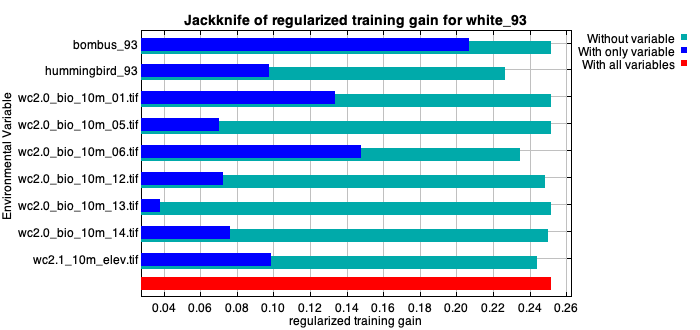 Jackknife of regularized training gain for white_93
Without variable
With only variable
With all variables
Environmental Variable
bombus_93
hummingbird_93
wc2.0_bio_10m_01.tif
wc2.0_bio_10m_05.tif
wc2.0_bio_10m_06.tif
wc2.0_bio_10m_12.tif
wc2.0_bio_10m_13.tif
wc2.0_bio_10m_14.tif
wc2.1_10m_elev.tif
0.04 0.06 0.08 0.10 0.12 0.14 0.16 0.18 0.20 0.22 0.24 0.26
regularized training gain